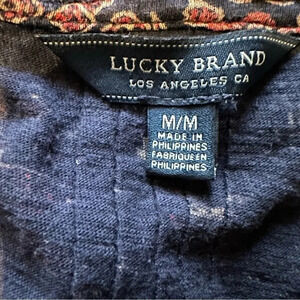 LUCKY BRAND
LOS ANGELES CA
M/M
MADE IN
PHILIPPINES
FABRIQUE EN
PHILIPPINES